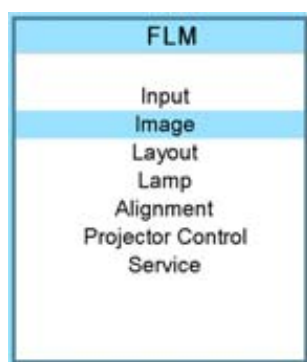 FLM
Input
Image
Layout
Lamp
Alignment
Projector Control
Service